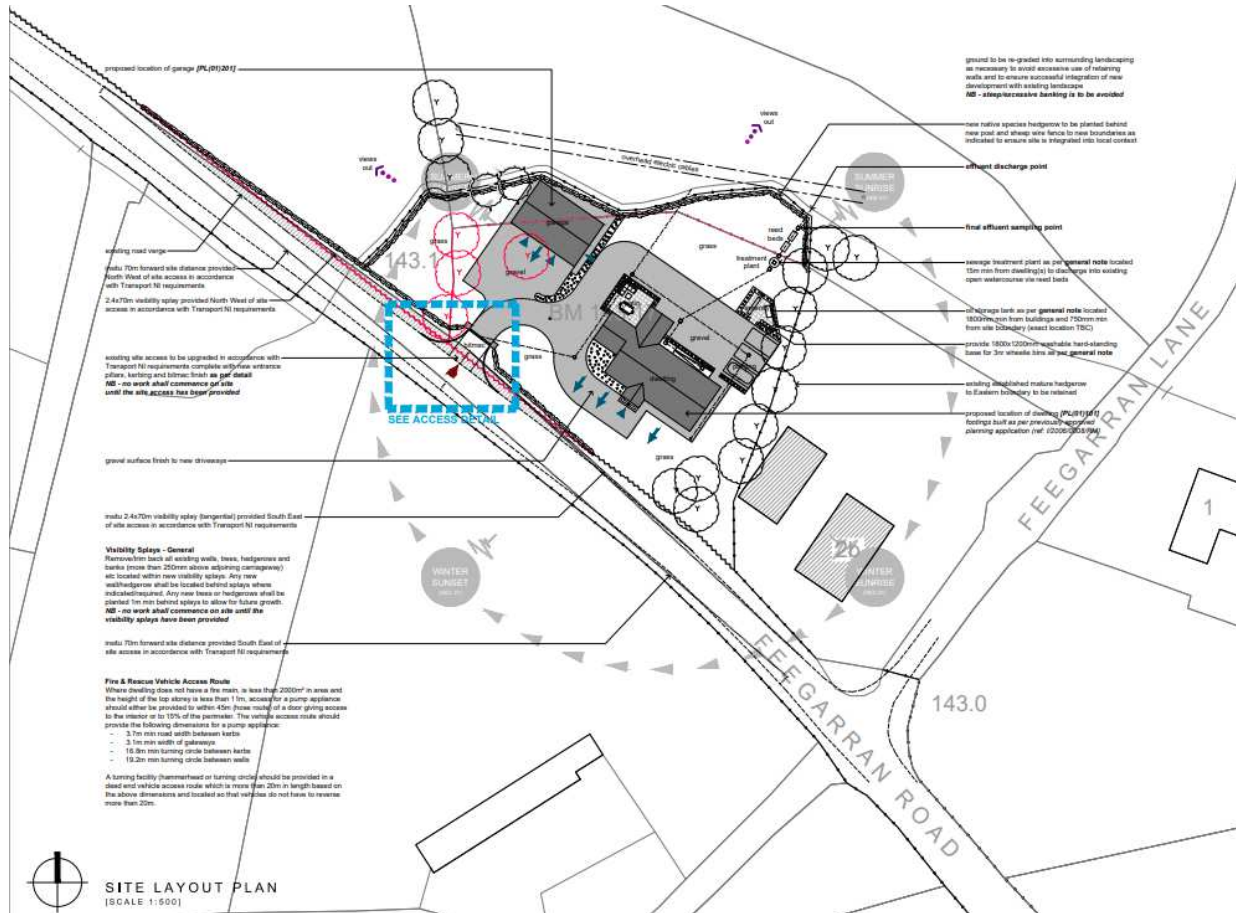 proposed location of garage [PL(01)201]
existing road verge
insitu 70m forward site distance provided
North West of site access in accordance
with Transport NI requirements
2.4x70m visibility splay provided North West of site
access in accordance with Transport NI requirements
existing site access to be upgraded in accordance with
Transport NI requirements complete with new entrance
pillars, kerbing and bitmac finish as per detail
NB - no work shall commence on site
until the site access has been provided
gravel surface finish to new driveways
insitu 2.4x70m visibility splay (tangential) provided South East
of site access in accordance with Transport NI requirements
Visibility Splays - General
Remove/trim back all existing walls, trees, hedgerows and
banks (more than 250mm above adjoining carriageway)
etc located within new visibility splays. Any new
wall/hedgerow shall be located behind splays where
indicated/required. Any new trees or hedgerows shall be
planted 1m min behind splays to allow for future growth.
NB - no work shall commence on site until the
visibility splays have been provided
insitu 70m forward site distance provided South East of
site access in accordance with Transport NI requirements
Fire & Rescue Vehicle Access Route
Where dwelling does not have a fire main, is less than 2000m² in area and
the height of the top storey is less than 11m, access for a pump appliance
should either be provided to within 45m (hose route) of a door giving access
to the interior or to 15% of the perimeter. The vehicle access route should
provide the following dimensions for a pump appliance:
- 3.7m min road width between kerbs
- 3.1m min width of gateways
- 16.8m min turning circle between kerbs
- 19.2m min turning circle between walls
A turning facility (hammerhead or turning circle) should be provided in a
dead end vehicle access route which is more than 20m in length based on
the above dimensions and located so that vehicles do not have to reverse
more than 20m.
SITE LAYOUT PLAN
[SCALE 1:500]
views
out
views
out
overhead electric cables
SUMMER
SUNRISE
grass
143.1
garage
gravel
BM
bitmac
grass
SEE ACCESS DETAIL
grass
reed
beds
treatment
plant
gravel
dwelling
grass
WINTER
SUNSET
WINTER
SUNRISE
26
1
143.0
FEEGARRAN LANE
FEEGARRAN ROAD
ground to be re-graded into surrounding landscaping
as necessary to avoid excessive use of retaining
walls and to ensure successful integration of new
development with existing landscape
NB - steep/excessive banking is to be avoided
new native species hedgerow to be planted behind
new post and sheep wire fence to new boundaries as
indicated to ensure site is integrated into local context
effluent discharge point
final effluent sampling point
sewage treatment plant as per general note located
15m min from dwelling(s) to discharge into existing
open watercourse via reed beds
oil storage tank as per general note located
1800mm min from buildings and 750mm min
from site boundary (exact location TBC)
provide 1800x1200mm washable hard-standing
base for 3nr wheelie bins as per general note
existing established mature hedgerow
to Eastern boundary to be retained
proposed location of dwelling [PL(01)101]
footings built as per previously approved
planning application